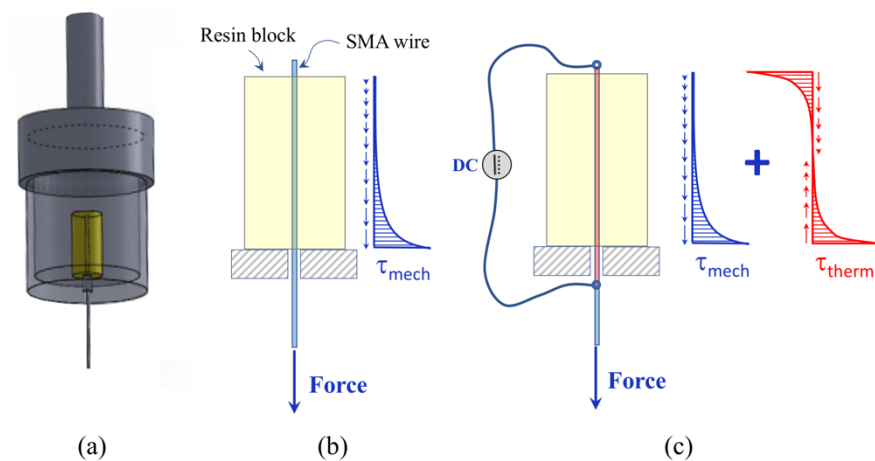 Resin block
SMA wire
τmech
Force
(a)
(b)
DC
τmech
+
τtherm
Force
(c)